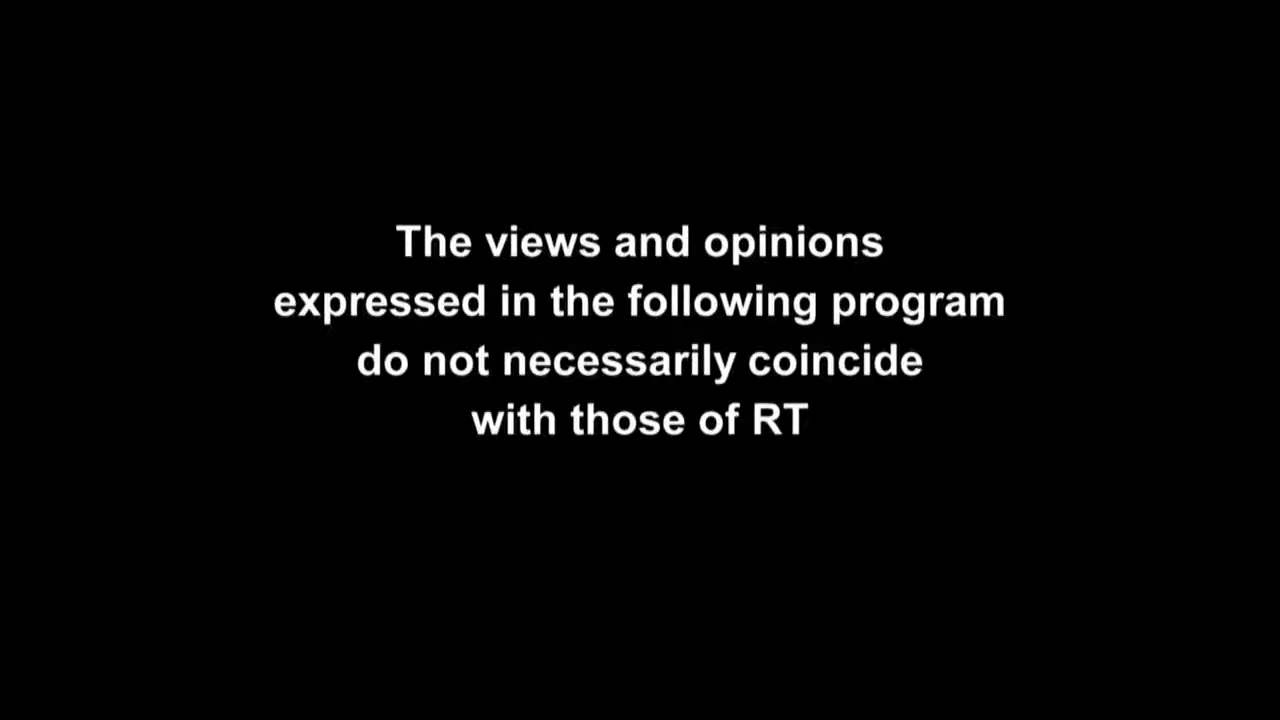 The views and opinions
expressed in the following program
do not necessarily coincide
with those of RT